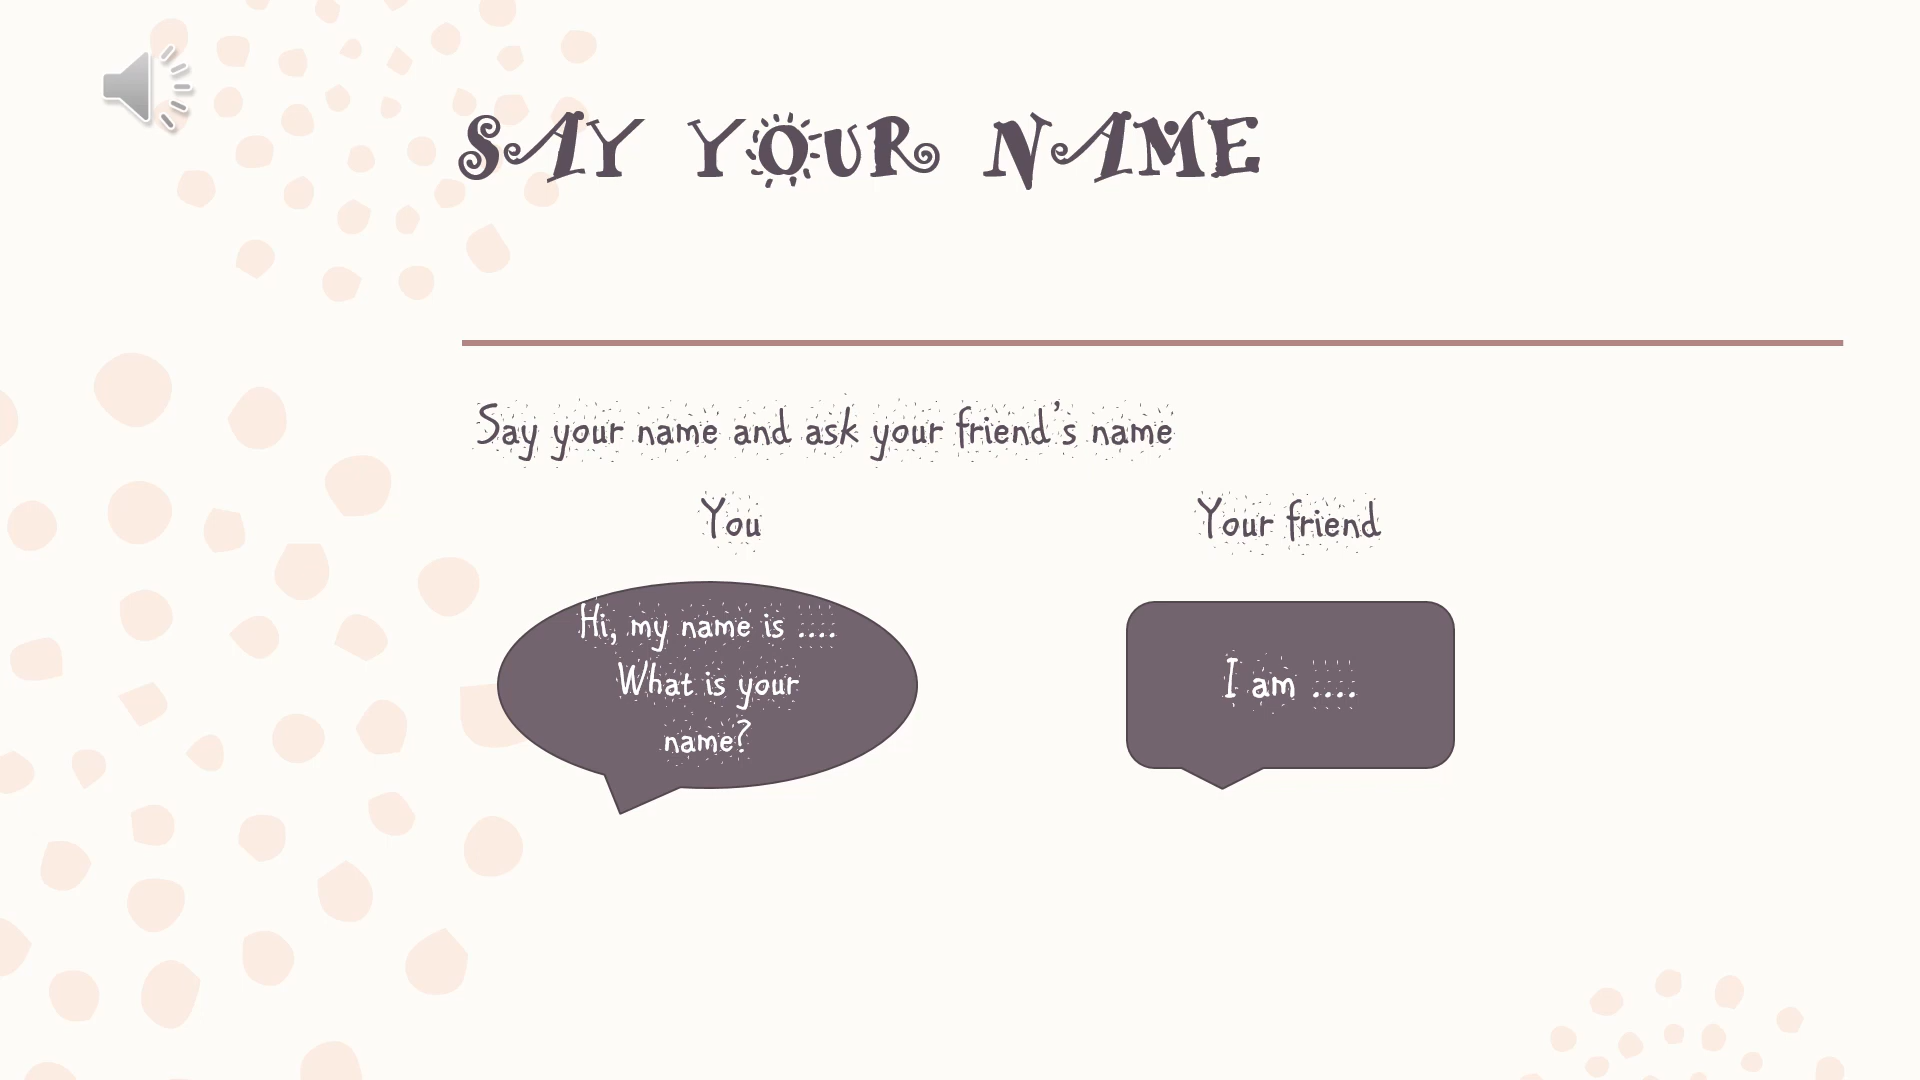 SAY YOUR NAME
Say your name and ask your friend's name
You
Your friend
Hi, my name is ....
What is your
name?
I am ....